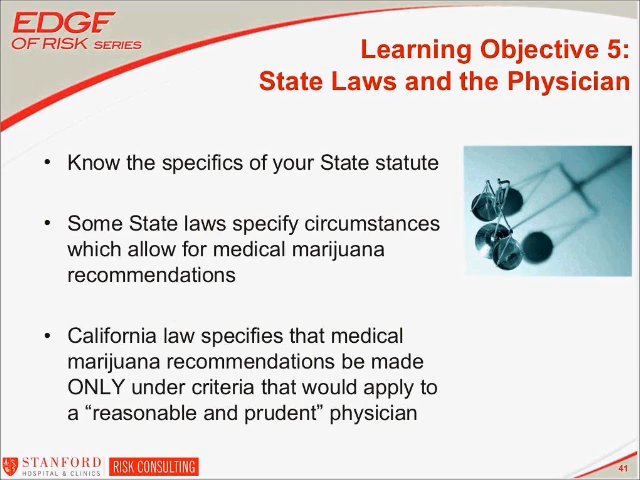 EDGE
OF RISK SERIES
Learning Objective 5:
State Laws and the Physician
• Know the specifics of your State statute
• Some State laws specify circumstances
which allow for medical marijuana
recommendations
• California law specifies that medical
marijuana recommendations be made
ONLY under criteria that would apply to
a “reasonable and prudent” physician
STANFORD
HOSPITAL & CLINICS
RISK CONSULTING
41